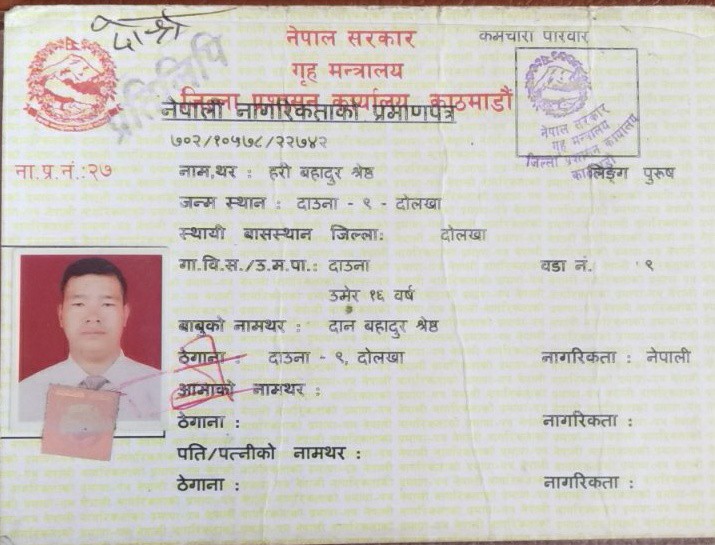 प्रतिलिपि
नेपाल सरकार
कमचारा पारवार
गृह मन्त्रालय
जिल्ला प्रशासन कार्यालय, काठमाडौं
नेपाली नागरिकताको प्रमाणपत्र
नेपाल सरकार
गृह मन्त्रालय
जिल्ला प्रशासन कार्यालय
७०२/१०५७८/२२७४२
ना.प्र.नं.:२७ नाम,थर : हरी बहादुर श्रेष्ठ लिङ्ग पुरुष
जन्म स्थान : दाउना - ९ - दोलखा
स्थायी बासस्थान जिल्ला: दोलखा
गा.वि.स./उ.म.पा.: दाउना वडा नं. ९
उमेर १६ वर्ष
बाबुको नामथर : दान बहादुर श्रेष्ठ
ठेगाना : दाउना - ९, दोलखा नागरिकता : नेपाली
आमाको नामथर :
ठेगाना : नागरिकता :
पति/पत्नीको नामथर :
ठेगाना : नागरिकता :